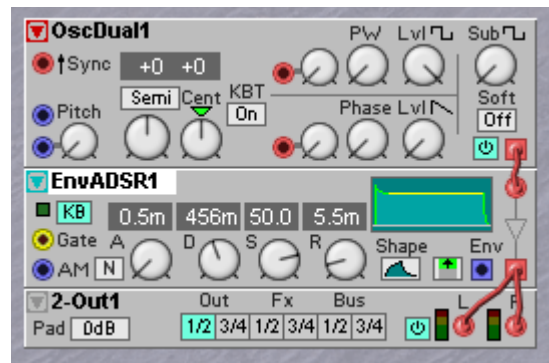 OscDual1 PW Lvl Sub
Sync +0 +0
Semi Cent KBT Soft
Pitch On Phase Lvl Off
EnvADSR1
KB 0.5m 456m 50.0 5.5m
Gate A D S R Shape Env
AM N
2-Out1 Out Fx Bus L R
Pad 0dB 1/2 3/4 1/2 3/4 1/2 3/4